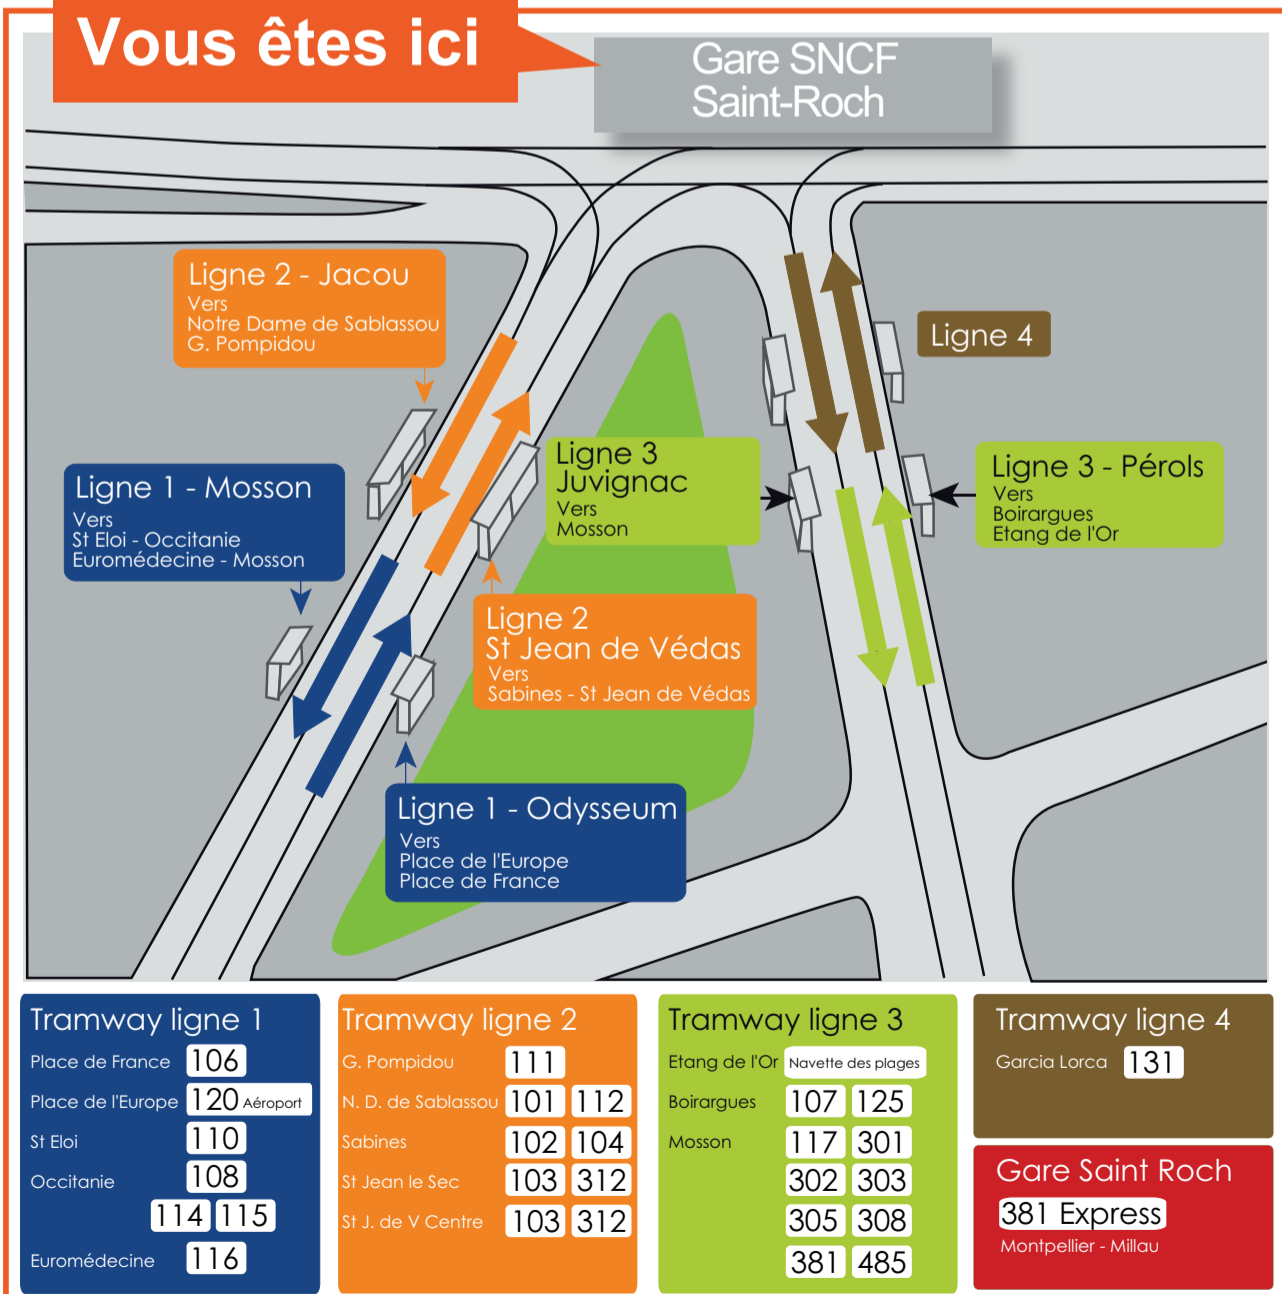 Vous êtes ici
Gare SNCF
Saint-Roch
Ligne 2 - Jacou
Vers
Notre Dame de Sablassou
G. Pompidou
Ligne 4
Ligne 3
Juvignac
Vers
Mosson
Ligne 3 - Pérols
Vers
Boirargues
Etang de l'Or
Ligne 1 - Mosson
Vers
St Eloi - Occitanie
Euromédecine - Mosson
Ligne 2
St Jean de Védas
Vers
Sabines - St Jean de Védas
Ligne 1 - Odysseum
Vers
Place de l'Europe
Place de France
Tramway ligne 1
Place de France 106
Place de l'Europe 120 Aéroport
St Eloi 110
Occitanie 108
114 115
Euromédecine 116
Tramway ligne 2
G. Pompidou 111
N. D. de Sablassou 101 112
Sabines 102 104
St Jean le Sec 103 312
St J. de V Centre 103 312
Tramway ligne 3
Etang de l'Or Navette des plages
Boirargues 107 125
Mosson 117 301
302 303
305 308
381 485
Tramway ligne 4
Garcia Lorca 131
Gare Saint Roch
381 Express
Montpellier - Millau